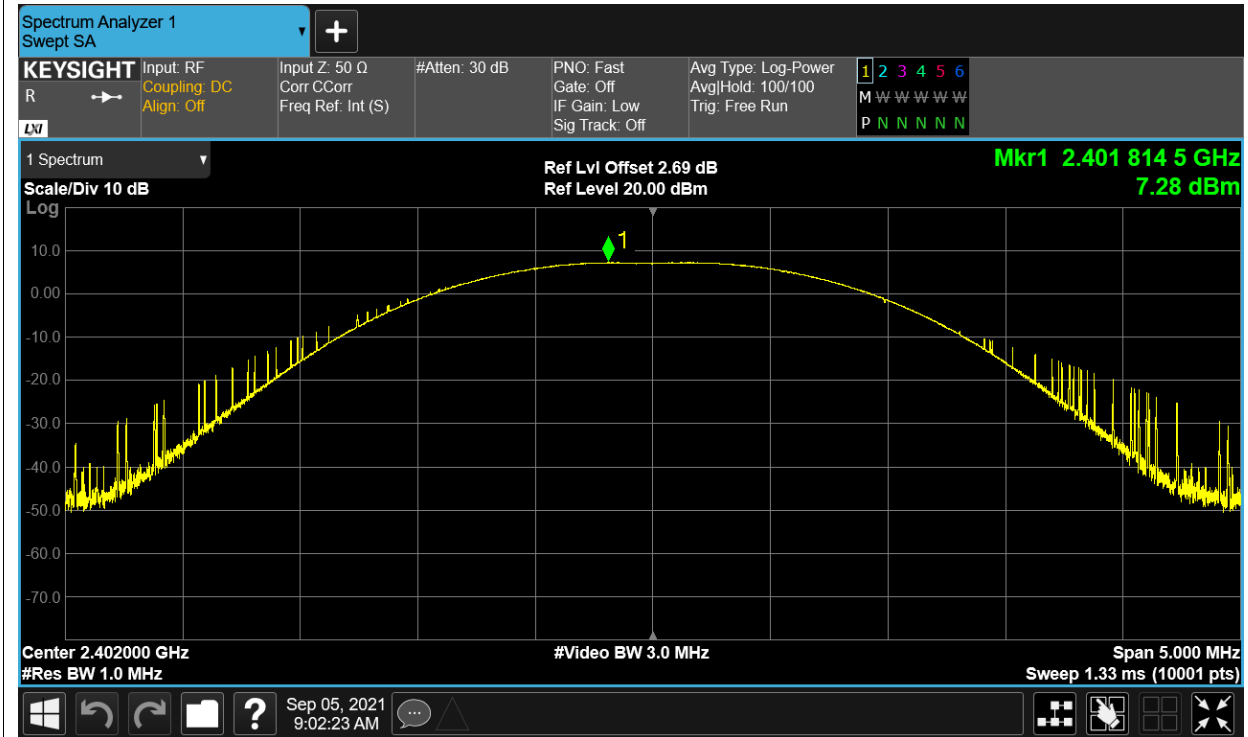 Spectrum Analyzer 1
Swept SA
KEYSIGHT
R
LXI
Input: RF
Coupling: DC
Align: Off
Input Z: 50 Ω
Corr CCorr
Freq Ref: Int (S)
#Atten: 30 dB
PNO: Fast
Gate: Off
IF Gain: Low
Sig Track: Off
Avg Type: Log-Power
Avg|Hold: 100/100
Trig: Free Run
1 2 3 4 5 6
M W W W W W W
P N N N N N N
1 Spectrum
Scale/Div 10 dB
Log
Ref Lvl Offset 2.69 dB
Ref Level 20.00 dBm
Mkr1 2.401 814 5 GHz
7.28 dBm
1
10.0
0.00
-10.0
-20.0
-30.0
-40.0
-50.0
-60.0
-70.0
Center 2.402000 GHz
#Video BW 3.0 MHz
Span 5.000 MHz
#Res BW 1.0 MHz
Sweep 1.33 ms (10001 pts)
?
Sep 05, 2021
9:02:23 AM